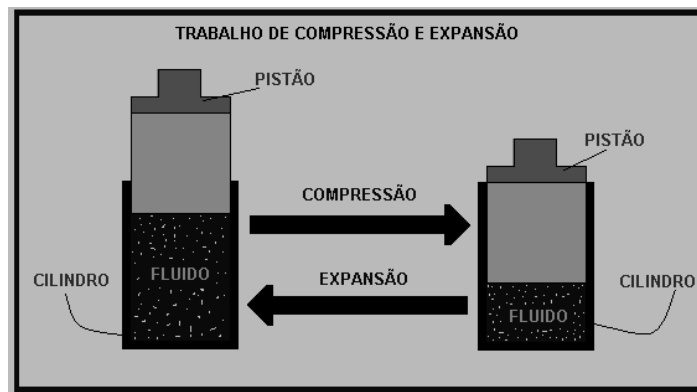 TRABALHO DE COMPRESSÃO E EXPANSÃO
PISTÃO
PISTÃO
COMPRESSÃO
FLUIDO
EXPANSÃO
CILINDRO
CILINDRO
FLUIDO